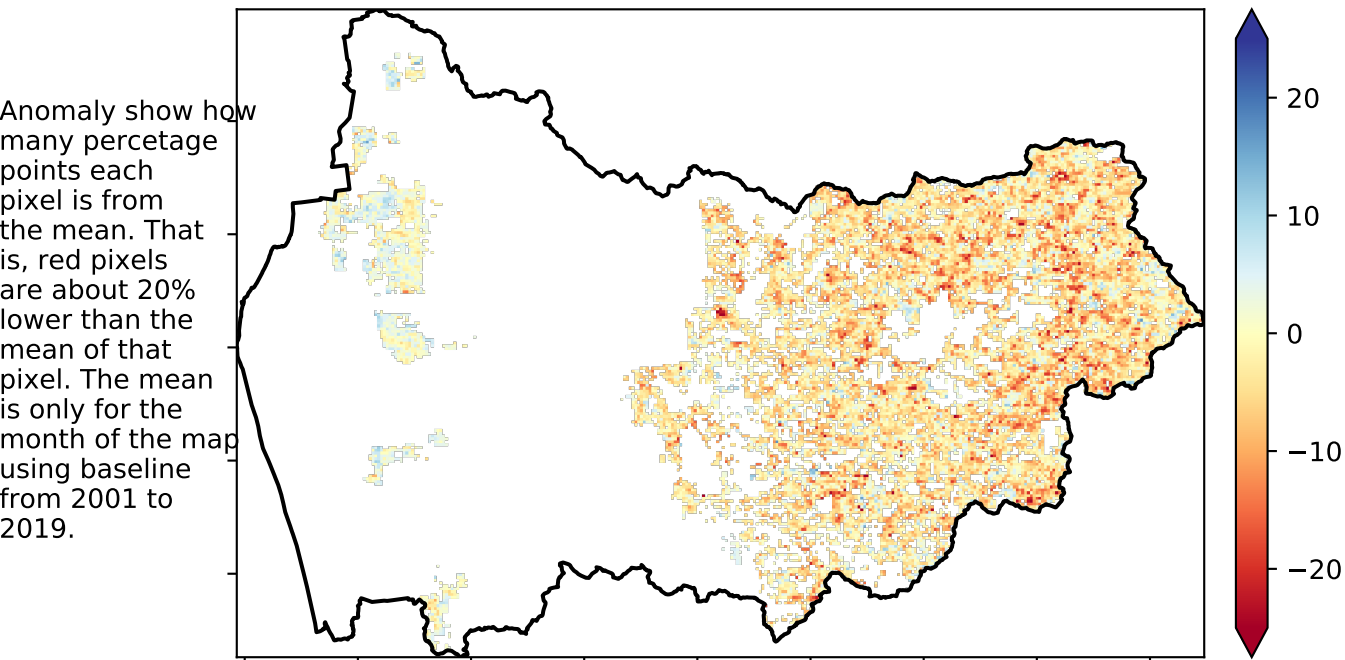 Anomaly show how
many percetage
points each
pixel is from
the mean. That
is, red pixels
are about 20%
lower than the
mean of that
pixel. The mean
is only for the
month of the map
using baseline
from 2001 to
2019.
20
10
0
−10
−20